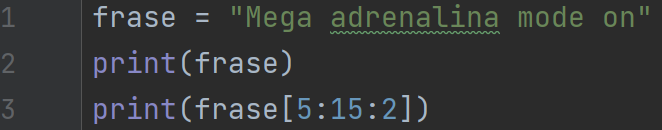 1 frase = "Mega adrenalina mode on"
2 print(frase)
3 print(frase[5:15:2])